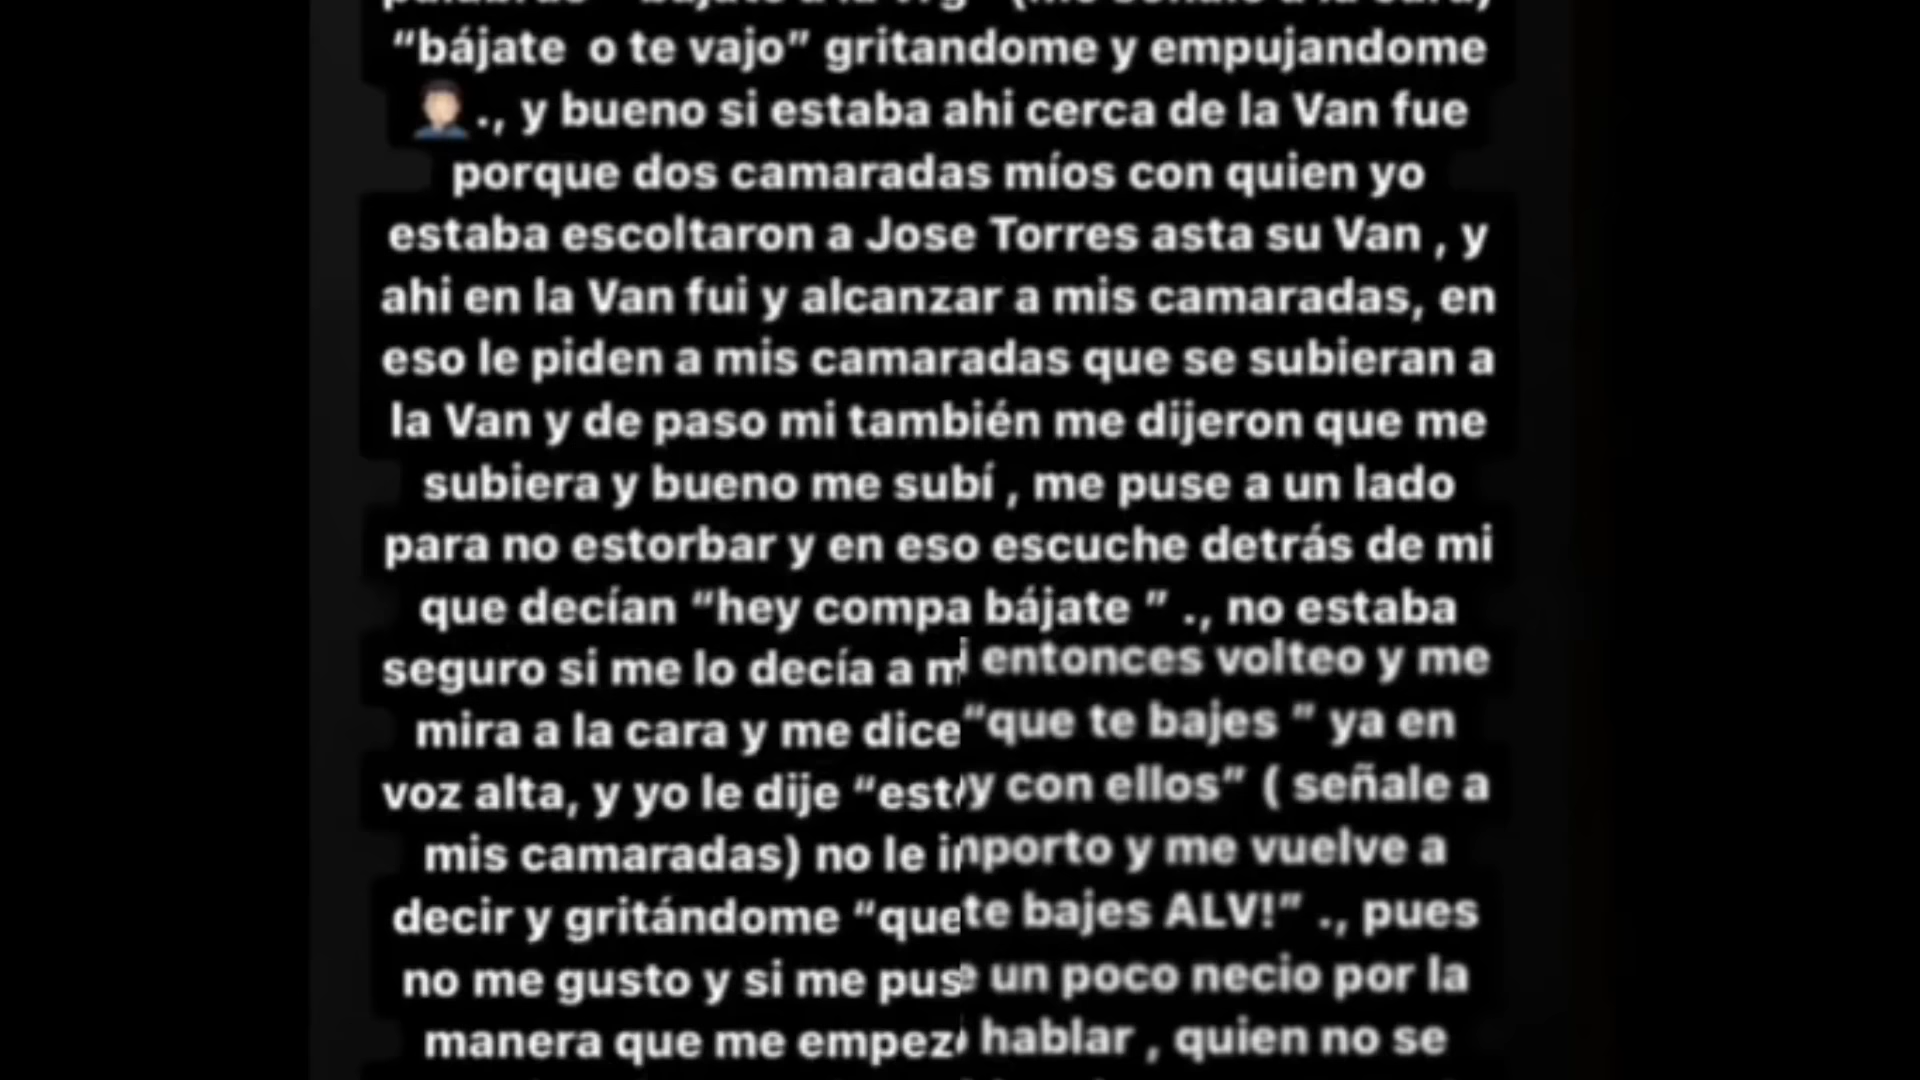 “bájate o te vajo” gritandome y empujandome
🤦🏻‍♂️., y bueno si estaba ahi cerca de la Van fue
porque dos camaradas míos con quien yo
estaba escoltaron a Jose Torres asta su Van , y
ahi en la Van fui y alcanzar a mis camaradas, en
eso le piden a mis camaradas que se subieran a
la Van y de paso mi también me dijeron que me
subiera y bueno me subí , me puse a un lado
para no estorbar y en eso escuche detrás de mi
que decían “hey compa bájate ” ., no estaba
seguro si me lo decía a mi entonces volteo y me
mira a la cara y me dice “que te bajes ” ya en
voz alta, y yo le dije “estoy con ellos” ( señale a
mis camaradas) no le importo y me vuelve a
decir y gritándome “que te bajes ALV!” ., pues
no me gusto y si me puse un poco necio por la
manera que me empezó hablar , quien no se